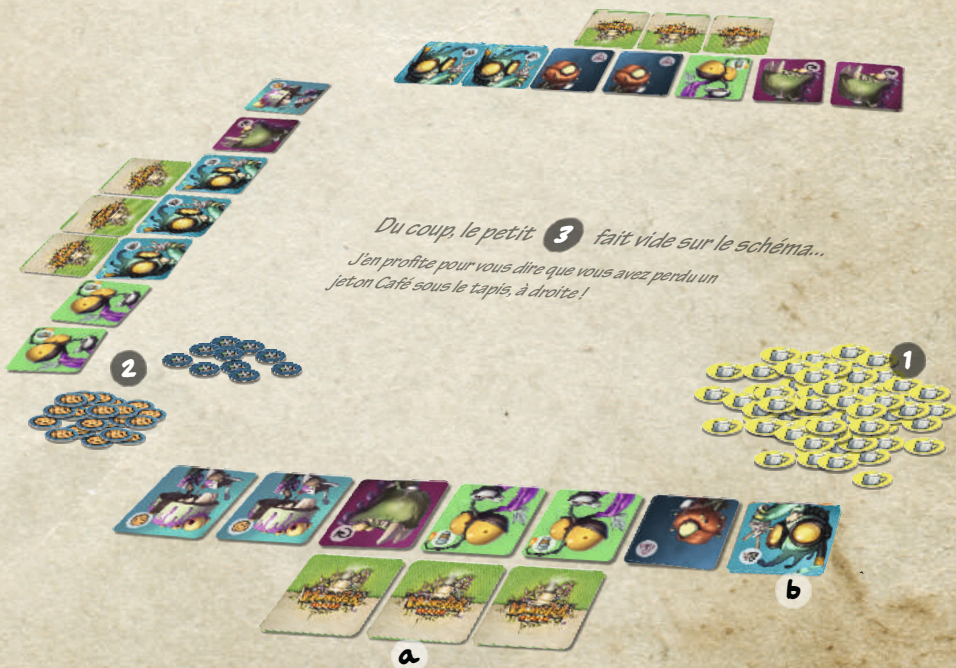 Du coup, le petit 3 fait vide sur le schéma...
J'en profite pour vous dire que vous avez perdu un
jeton Café sous le tapis, à droite !
2
1
a
b